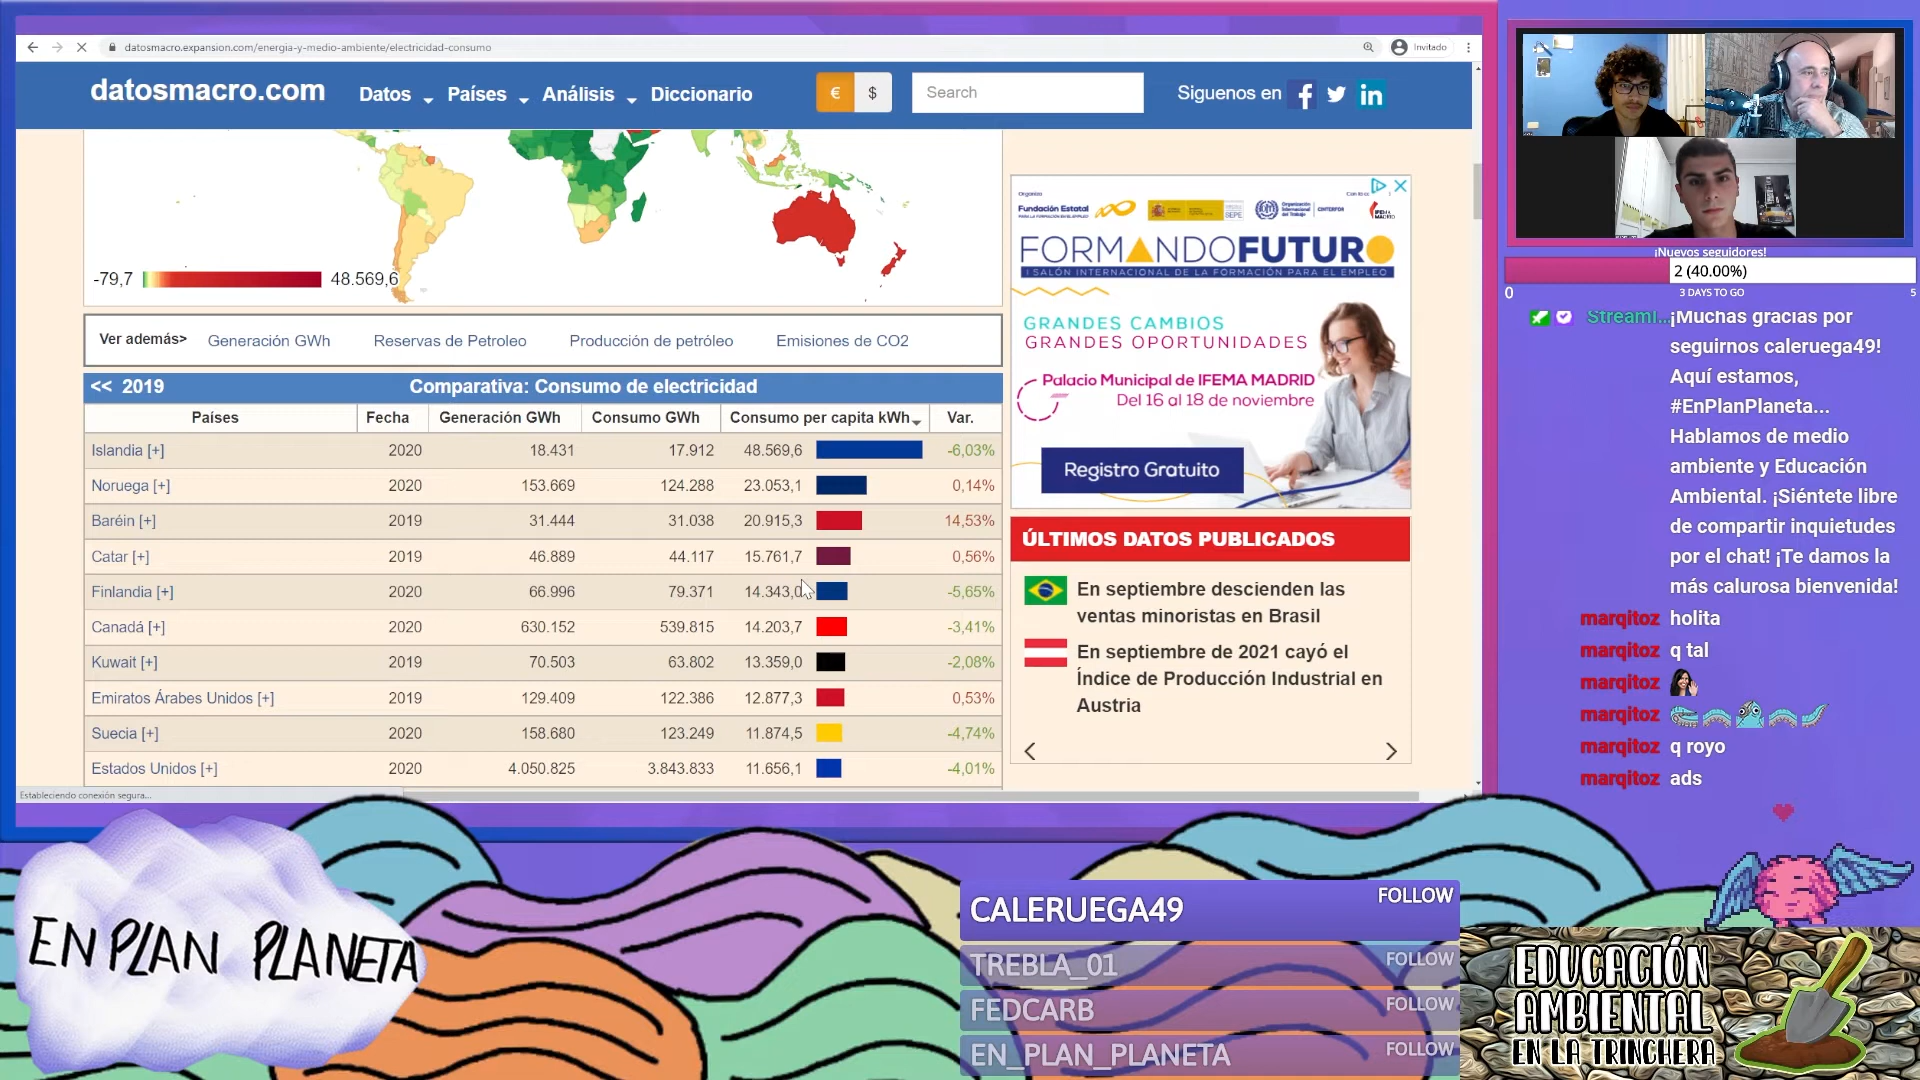 datosmacro.expansion.com/energia-y-medio-ambiente/electricidad-consumo
Invitado
datosmacro.com
Datos
Países
Análisis
Diccionario
€
$
Search
Siguenos en
-79,7
48.569,6
Ver además>
Generación GWh
Reservas de Petroleo
Producción de petróleo
Emisiones de CO2
<< 2019
Comparativa: Consumo de electricidad
Países Fecha Generación GWh Consumo GWh Consumo per capita kWh Var.
Islandia [+] 2020 18.431 17.912 48.569,6 -6,03%
Noruega [+] 2020 153.669 124.288 23.053,1 0,14%
Baréin [+] 2019 31.444 31.038 20.915,3 14,53%
Catar [+] 2019 46.889 44.117 15.761,7 0,56%
Finlandia [+] 2020 66.996 79.371 14.343,0 -5,65%
Canadá [+] 2020 630.152 539.815 14.203,7 -3,41%
Kuwait [+] 2019 70.503 63.802 13.359,0 -2,08%
Emiratos Árabes Unidos [+] 2019 129.409 122.386 12.877,3 0,53%
Suecia [+] 2020 158.680 123.249 11.874,5 -4,74%
Estados Unidos [+] 2020 4.050.825 3.843.833 11.656,1 -4,01%
Estableciendo conexión segura...
Organiza
Fundación Estatal
SEPE
FORMANDOFUTURO
I SALÓN INTERNACIONAL DE LA FORMACIÓN PARA EL EMPLEO
GRANDES CAMBIOS
GRANDES OPORTUNIDADES
Palacio Municipal de IFEMA MADRID
Del 16 al 18 de noviembre
Registro Gratuito
ÚLTIMOS DATOS PUBLICADOS
En septiembre descienden las
ventas minoristas en Brasil
En septiembre de 2021 cayó el
Índice de Producción Industrial en
Austria
¡Nuevos seguidores!
2 (40.00%)
0
3 DAYS TO GO
5
Streaml... ¡Muchas gracias por
seguirnos caleruega49!
Aquí estamos,
#EnPlanPlaneta...
Hablamos de medio
ambiente y Educación
Ambiental. ¡Siéntete libre
de compartir inquietudes
por el chat! ¡Te damos la
más calurosa bienvenida!
marqitoz holita
marqitoz q tal
marqitoz
marqitoz
marqitoz q royo
marqitoz ads
EN PLAN PLANETA
CALERUEGA49 FOLLOW
TREBLA_01 FOLLOW
FEDCARB FOLLOW
EN_PLAN_PLANETA FOLLOW
EDUCACIÓN
AMBIENTAL
EN LA TRINCHERA